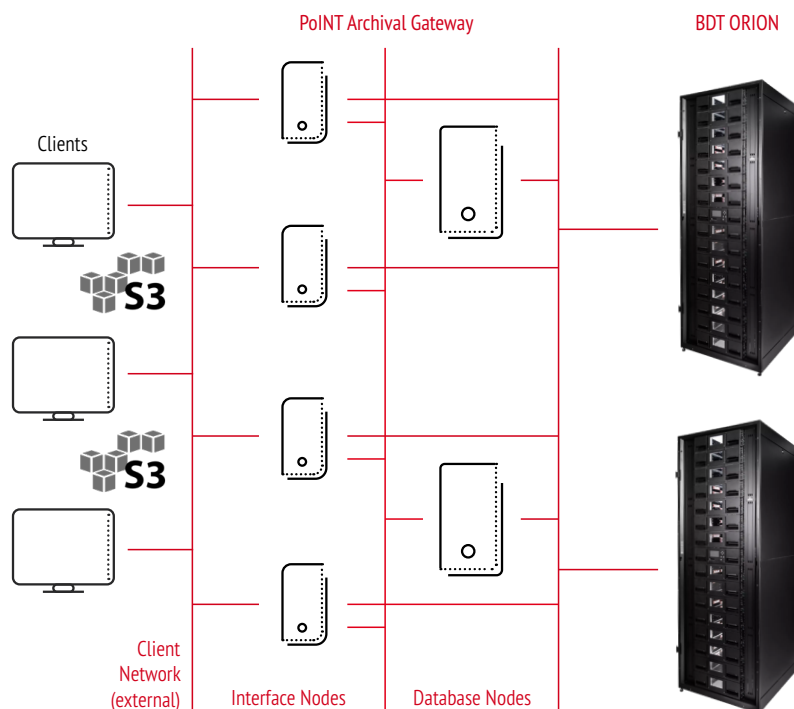 PoINT Archival Gateway
BDT ORION
Clients
S3
S3
Client
Network
(external)
Interface Nodes
Database Nodes